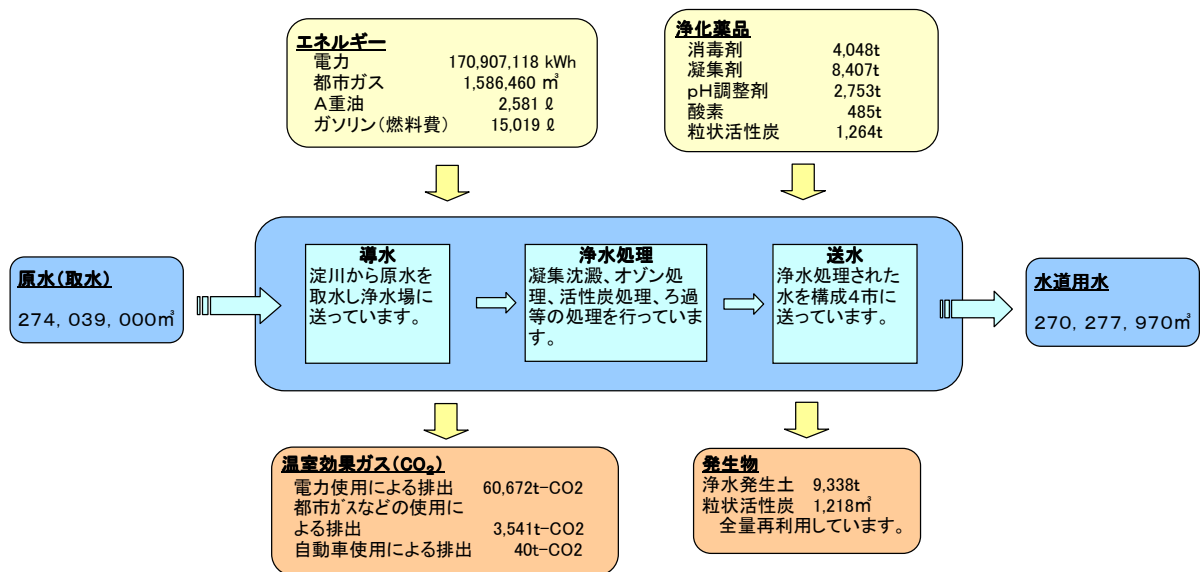 エネルギー
電力 170,907,118 kWh
都市ガス 1,586,460 ㎥
A重油 2,581 ℓ
ガソリン(燃料費) 15,019 ℓ
浄化薬品
消毒剤 4,048t
凝集剤 8,407t
pH調整剤 2,753t
酸素 485t
粒状活性炭 1,264t
原水(取水)
274,039,000㎥
導水
淀川から原水を
取水し浄水場に
送っています。
浄水処理
凝集沈澱、オゾン処
理、活性炭処理、ろ過
等の処理を行っていま
す。
送水
浄水処理された
水を構成4市に
送っています。
水道用水
270,277,970㎥
温室効果ガス(CO₂)
電力使用による排出 60,672t-CO2
都市ガスなどの使用に
よる排出 3,541t-CO2
自動車使用による排出 40t-CO2
発生物
浄水発生土 9,338t
粒状活性炭 1,218㎥
全量再利用しています。